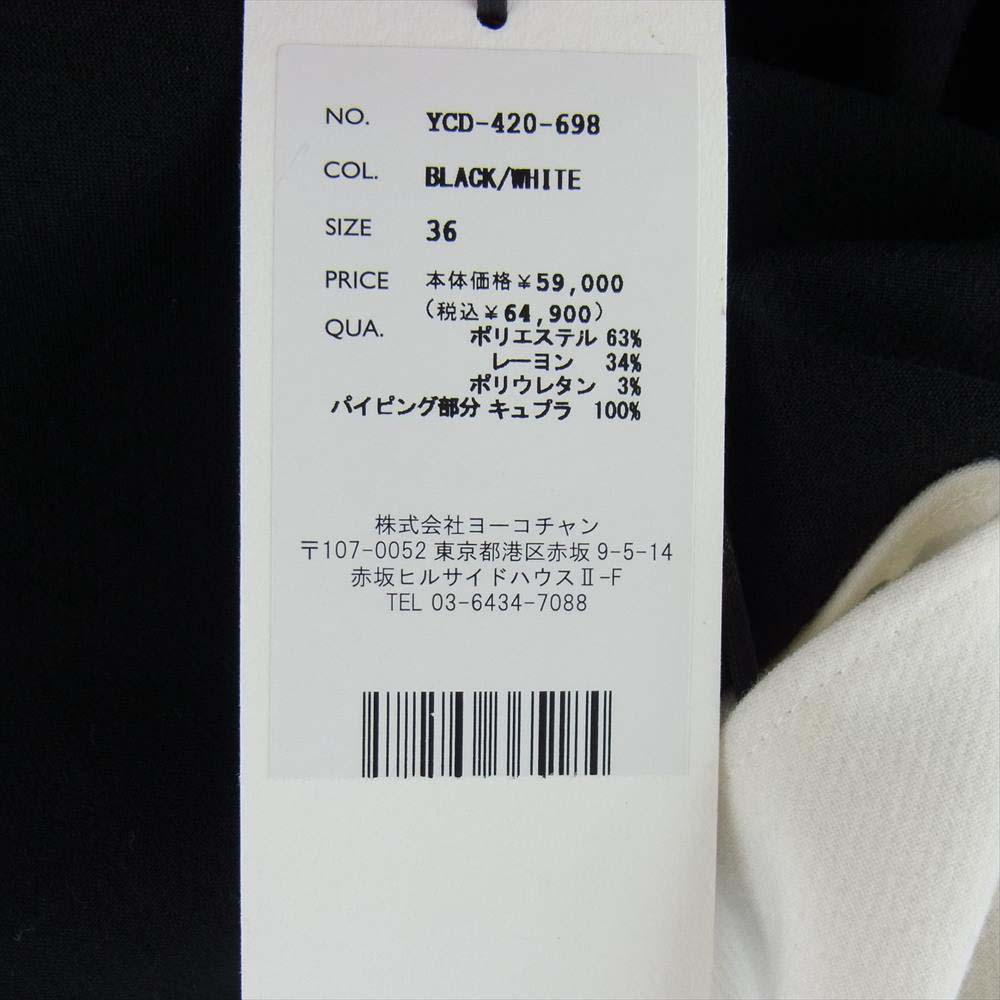 NO. YCD-420-698
COL. BLACK/WHITE
SIZE 36
PRICE 本体価格¥59,000
(税込¥64,900)
QUA. ポリエステル 63%
レーヨン 34%
ポリウレタン 3%
パイピング部分 キュプラ 100%
株式会社ヨーコチャン
〒107-0052 東京都港区赤坂 9-5-14
赤坂ヒルサイドハウスⅡ-F
TEL 03-6434-7088